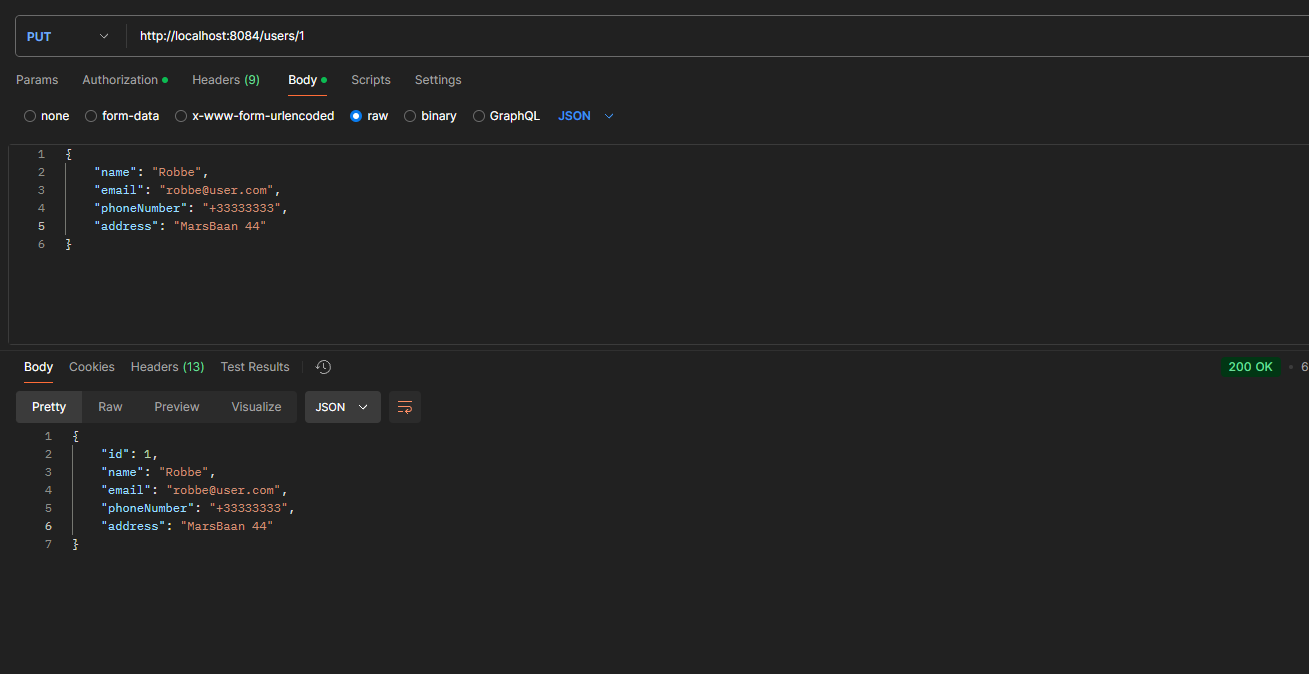 PUT http://localhost:8084/users/1
Params Authorization Headers (9) Body Scripts Settings
none form-data x-www-form-urlencoded raw binary GraphQL JSON
1 {
2 "name": "Robbe",
3 "email": "robbe@user.com",
4 "phoneNumber": "+33333333",
5 "address": "MarsBaan 44"
6 }
Body Cookies Headers (13) Test Results 200 OK • 6
Pretty Raw Preview Visualize JSON
1 {
2 "id": 1,
3 "name": "Robbe",
4 "email": "robbe@user.com",
5 "phoneNumber": "+33333333",
6 "address": "MarsBaan 44"
7 }